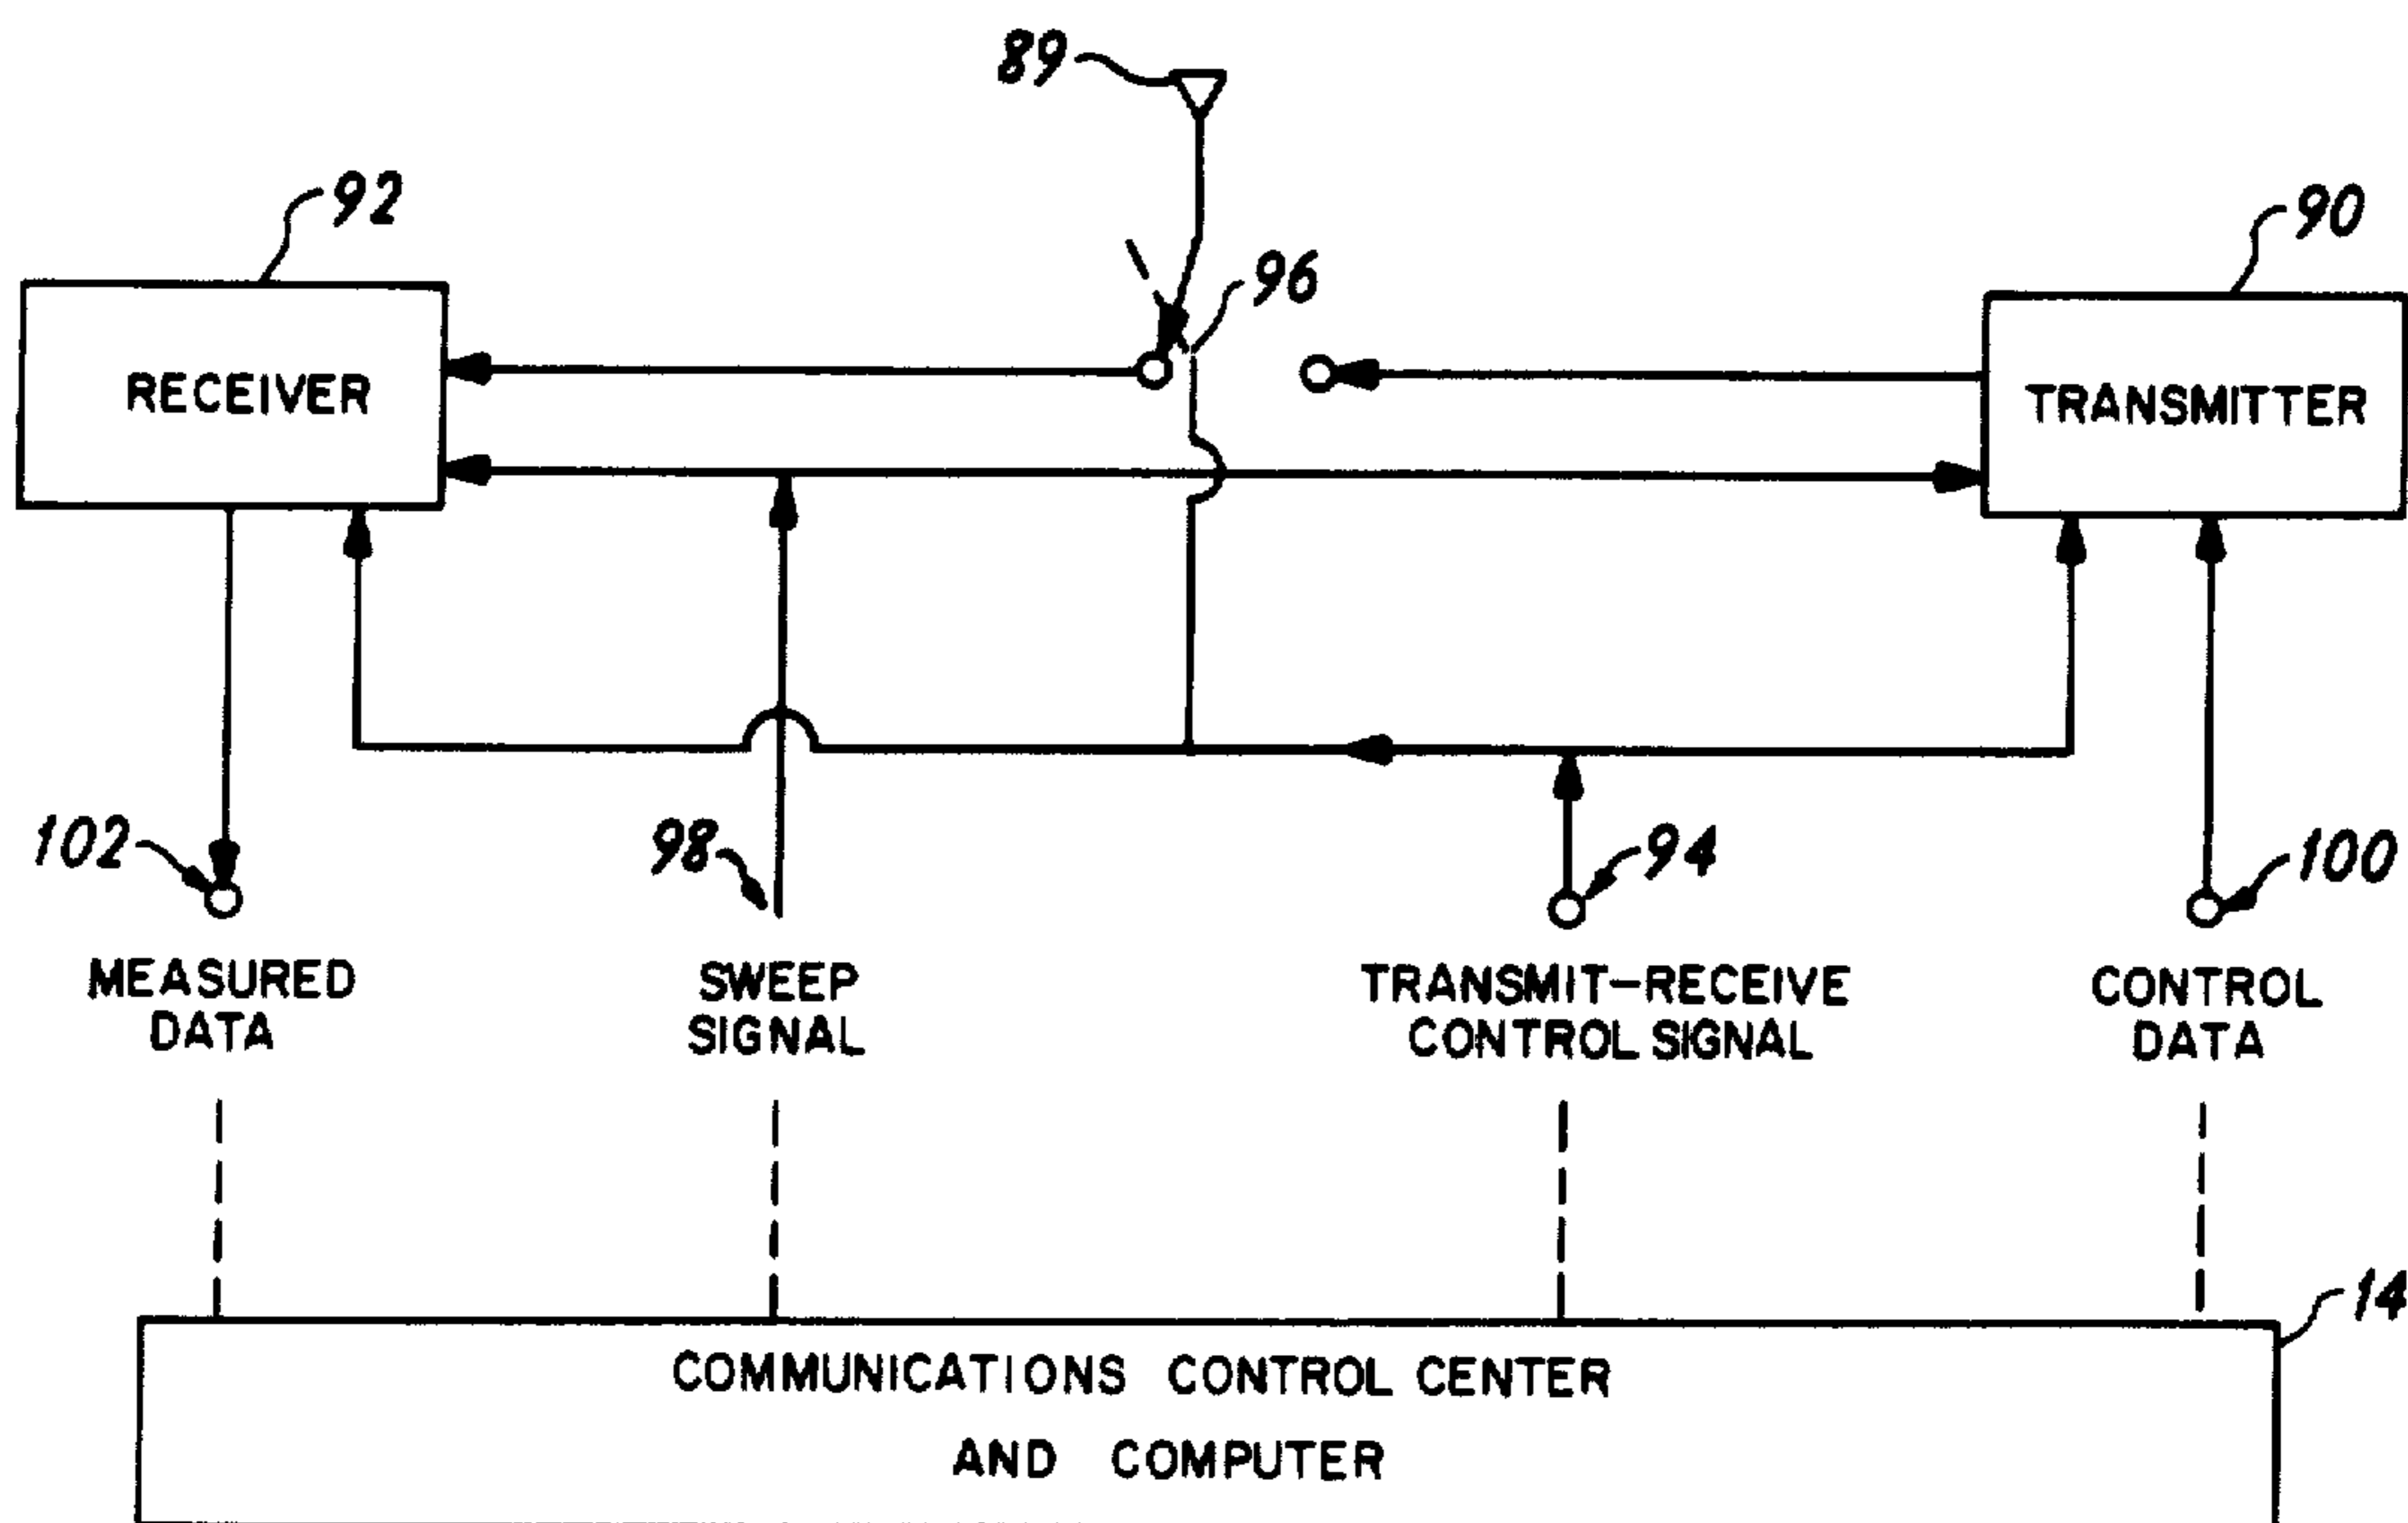 89
92
90
96
RECEIVER
TRANSMITTER
102
98
94
100
MEASURED
DATA
SWEEP
SIGNAL
TRANSMIT-RECEIVE
CONTROL SIGNAL
CONTROL
DATA
14
COMMUNICATIONS CONTROL CENTER
AND COMPUTER